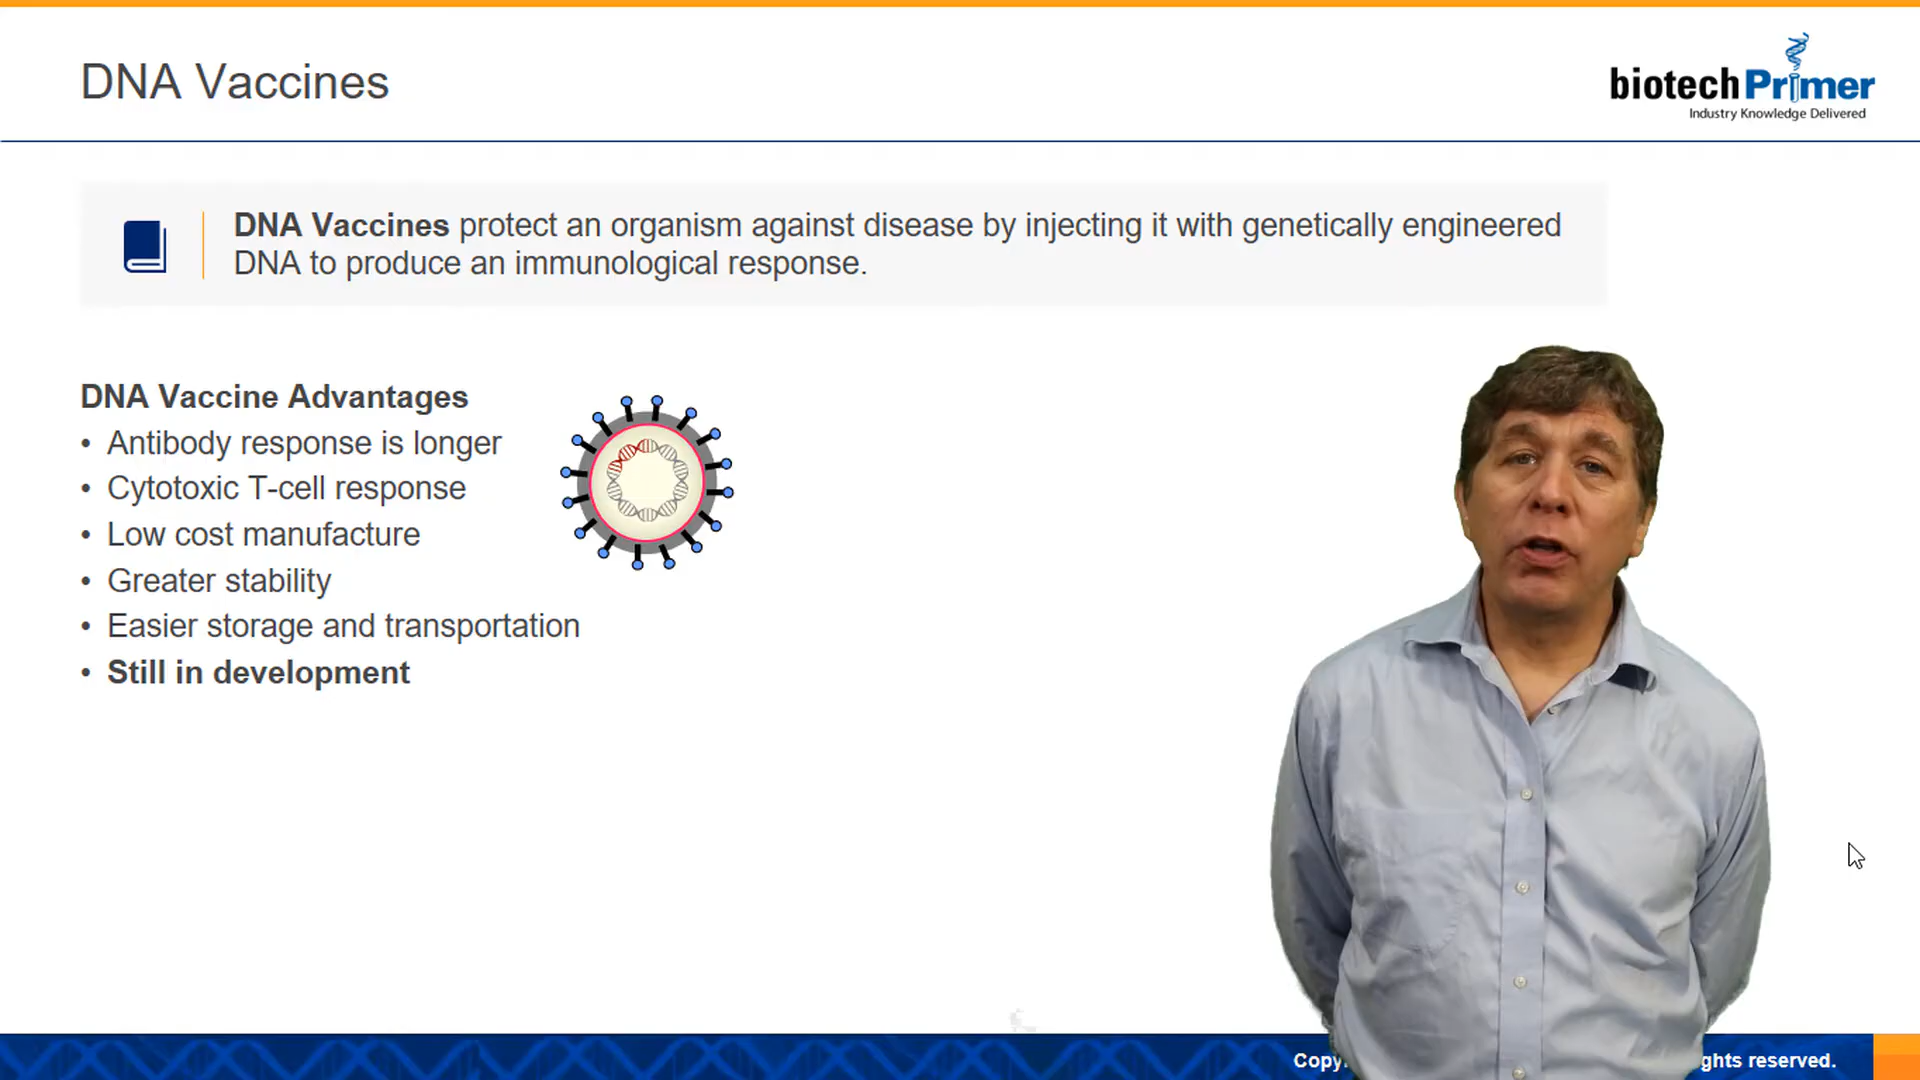 DNA Vaccines
biotechPrimer
Industry Knowledge Delivered
DNA Vaccines protect an organism against disease by injecting it with genetically engineered
DNA to produce an immunological response.
DNA Vaccine Advantages
• Antibody response is longer
• Cytotoxic T-cell response
• Low cost manufacture
• Greater stability
• Easier storage and transportation
• Still in development
reserved.